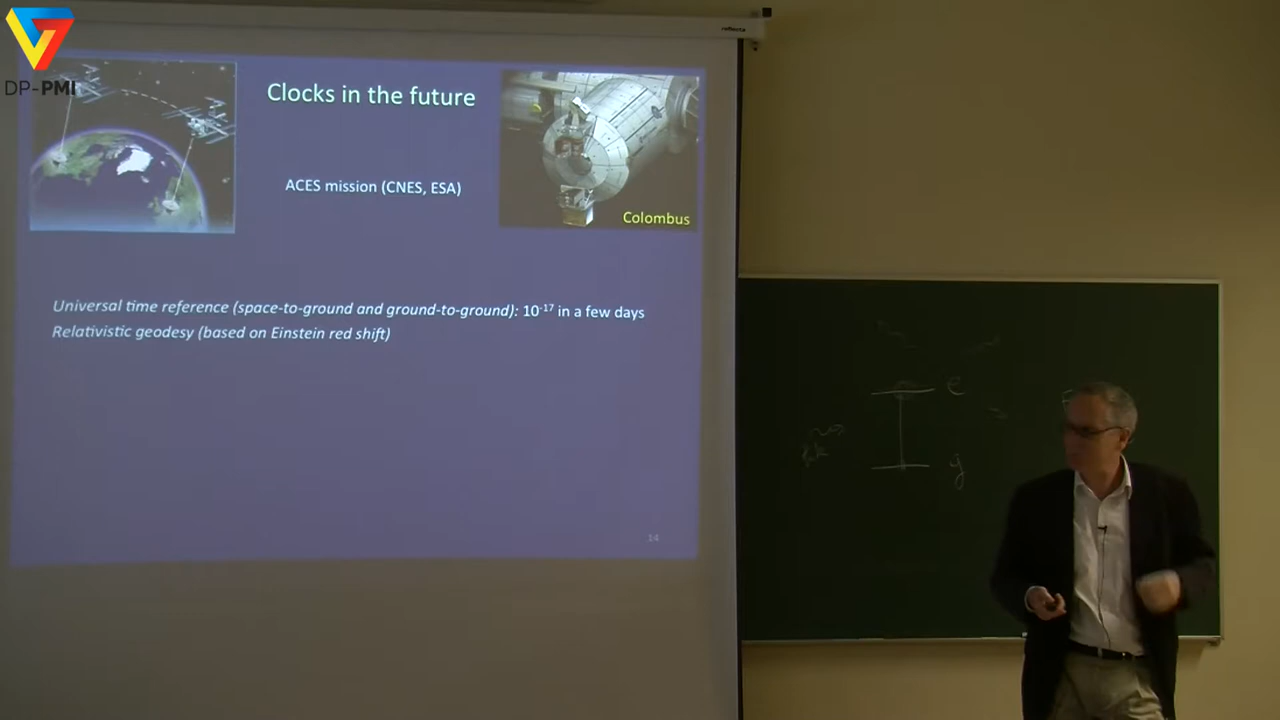 DP-PMI
reflecta
Clocks in the future
ACES mission (CNES, ESA)
Colombus
Universal time reference (space-to-ground and ground-to-ground): 10⁻¹⁷ in a few days
Relativistic geodesy (based on Einstein red shift)
14
e
g